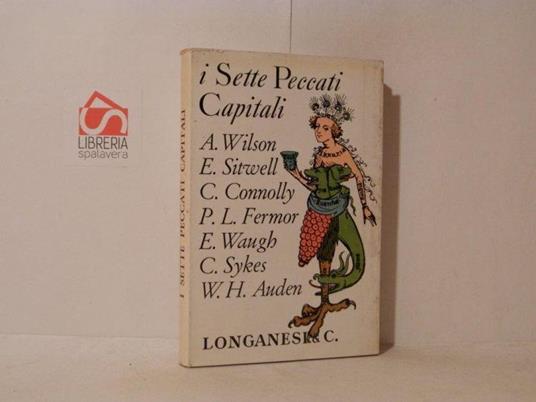 LIBRERIA
spalavera
I SETTE PECCATI CAPITALI
i Sette Peccati
Capitali
A. Wilson
E. Sitwell
C. Connolly
P. L. Fermor
E. Waugh
C. Sykes
W. H. Auden
LONGANESI & C.